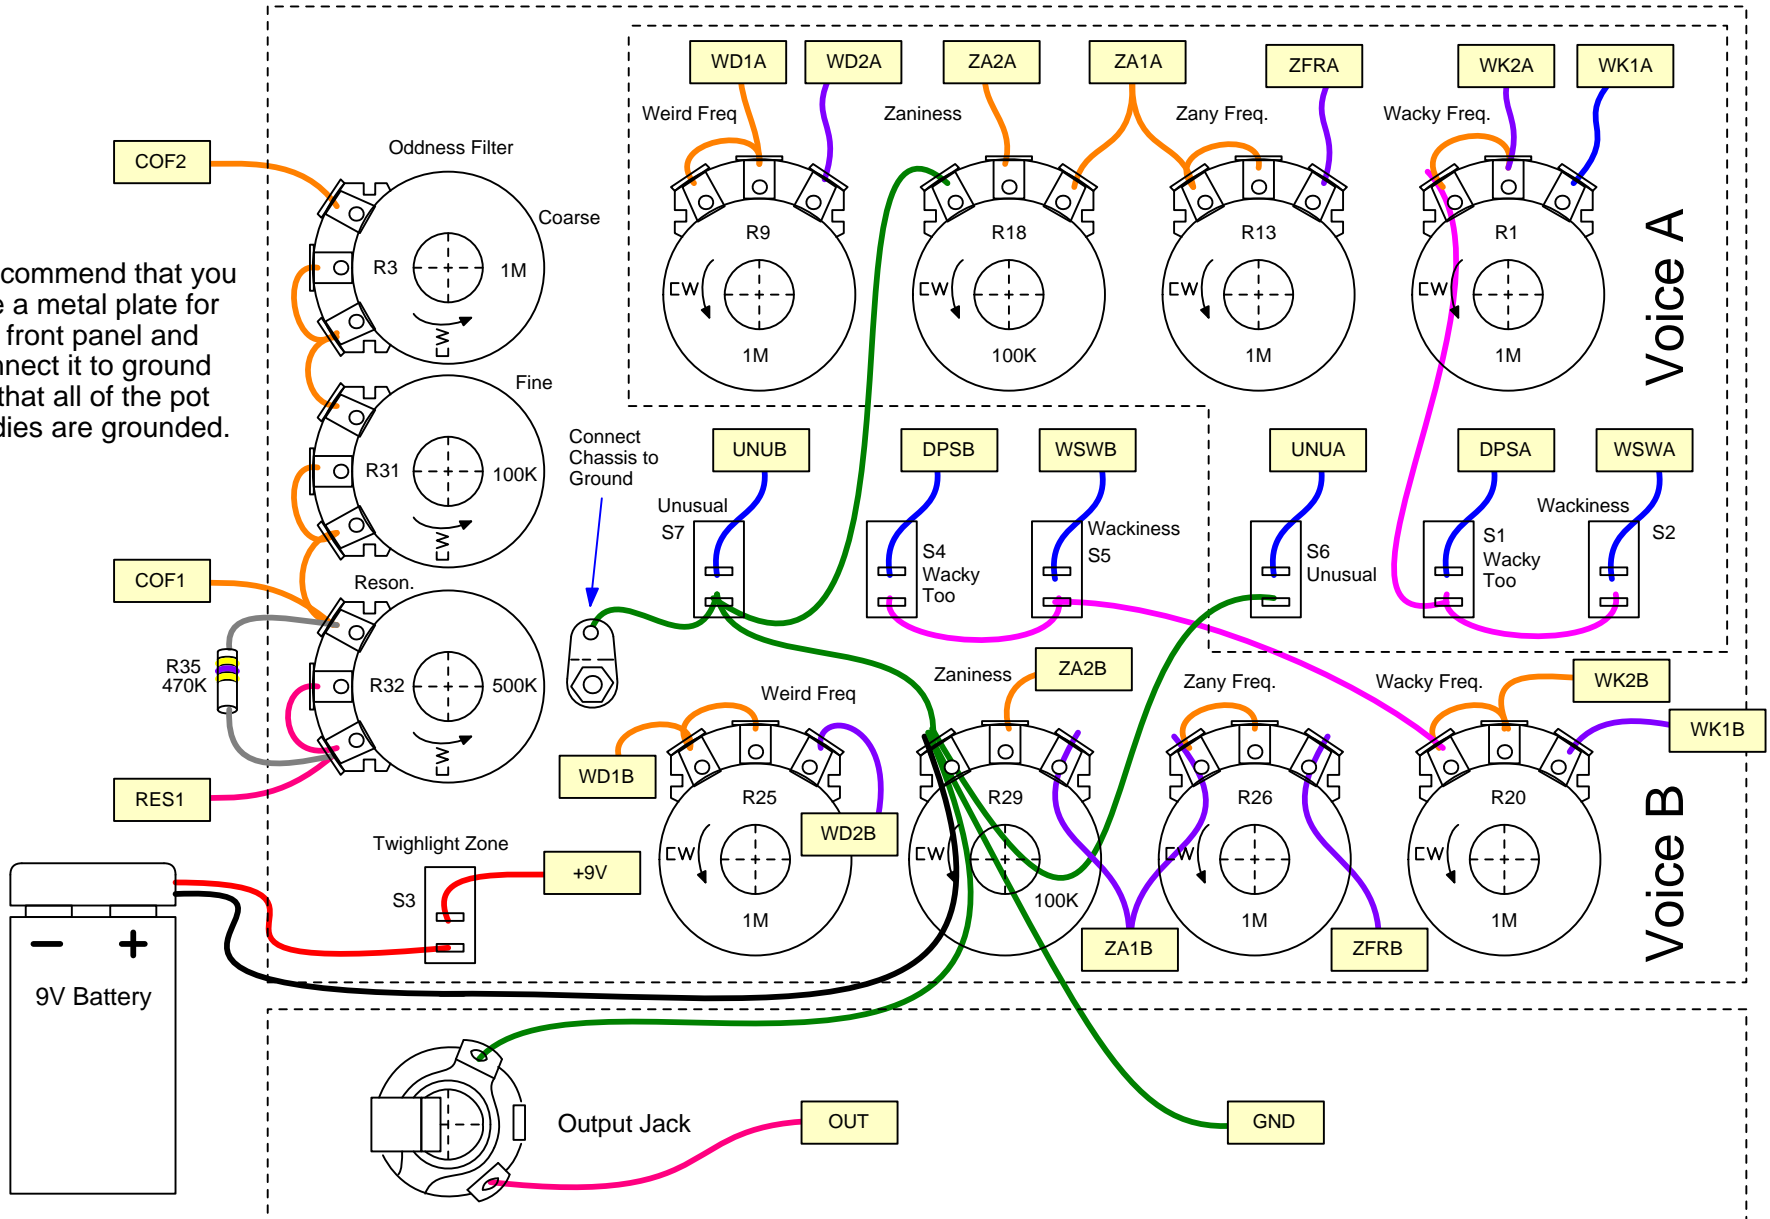 WD1A
WD2A
ZA2A
ZA1A
ZFRA
WK2A
WK1A
Weird Freq
Zaniness
Zany Freq.
Wacky Freq.
COF2
Oddness Filter
Coarse
R3
1M
CW
R9
CW
1M
R18
CW
100K
R13
CW
1M
R1
CW
1M
Voice A
commend that you
a metal plate for
front panel and
connect it to ground
that all of the pot
are grounded.
Fine
R31
100K
CW
Connect
Chassis to
Ground
UNUB
DPSB
WSWB
UNUA
DPSA
WSWA
Unusual
S7
S4
Wacky
Too
Wackiness
S5
S6
Unusual
S1
Wacky
Too
Wackiness
S2
COF1
Reson.
R35
470K
R32
500K
CW
RES1
Weird Freq
Zaniness
ZA2B
Zany Freq.
Wacky Freq.
WK2B
WK1B
WD1B
R25
WD2B
CW
1M
R29
CW
100K
R26
CW
1M
R20
CW
1M
Voice B
ZA1B
ZFRB
Twighlight Zone
S3
+9V
9V Battery
Output Jack
OUT
GND